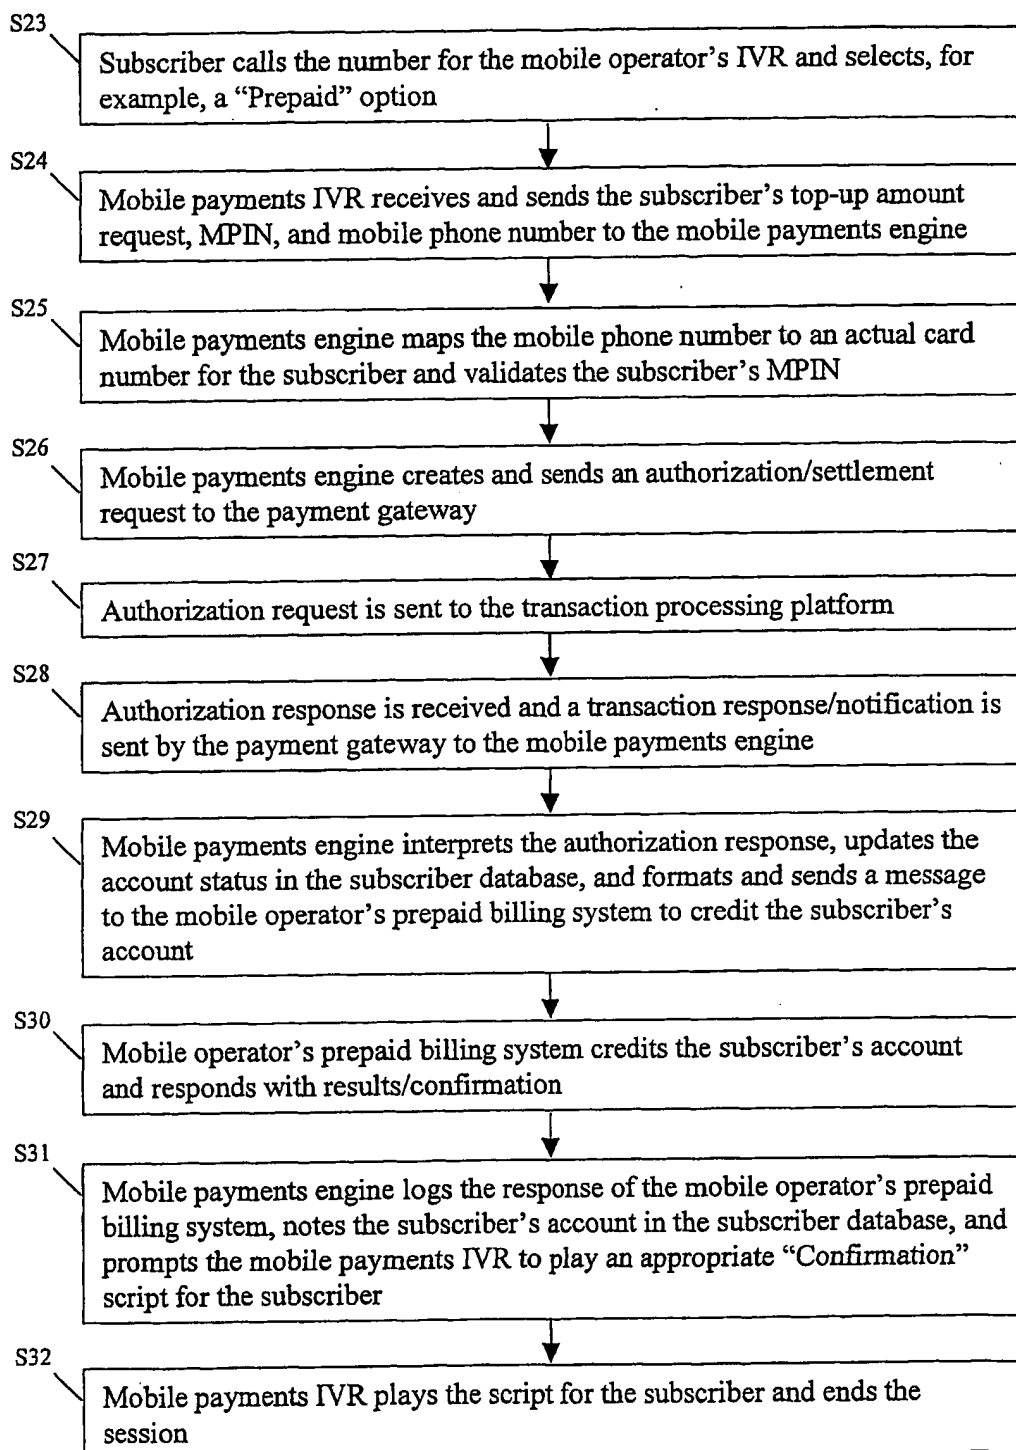 S23
Subscriber calls the number for the mobile operator's IVR and selects, for
example, a “Prepaid” option
S24
Mobile payments IVR receives and sends the subscriber's top-up amount
request, MPIN, and mobile phone number to the mobile payments engine
S25
Mobile payments engine maps the mobile phone number to an actual card
number for the subscriber and validates the subscriber's MPIN
S26
Mobile payments engine creates and sends an authorization/settlement
request to the payment gateway
S27
Authorization request is sent to the transaction processing platform
S28
Authorization response is received and a transaction response/notification is
sent by the payment gateway to the mobile payments engine
S29
Mobile payments engine interprets the authorization response, updates the
account status in the subscriber database, and formats and sends a message
to the mobile operator's prepaid billing system to credit the subscriber's
account
S30
Mobile operator's prepaid billing system credits the subscriber's account
and responds with results/confirmation
S31
Mobile payments engine logs the response of the mobile operator's prepaid
billing system, notes the subscriber's account in the subscriber database, and
prompts the mobile payments IVR to play an appropriate “Confirmation”
script for the subscriber
S32
Mobile payments IVR plays the script for the subscriber and ends the
session